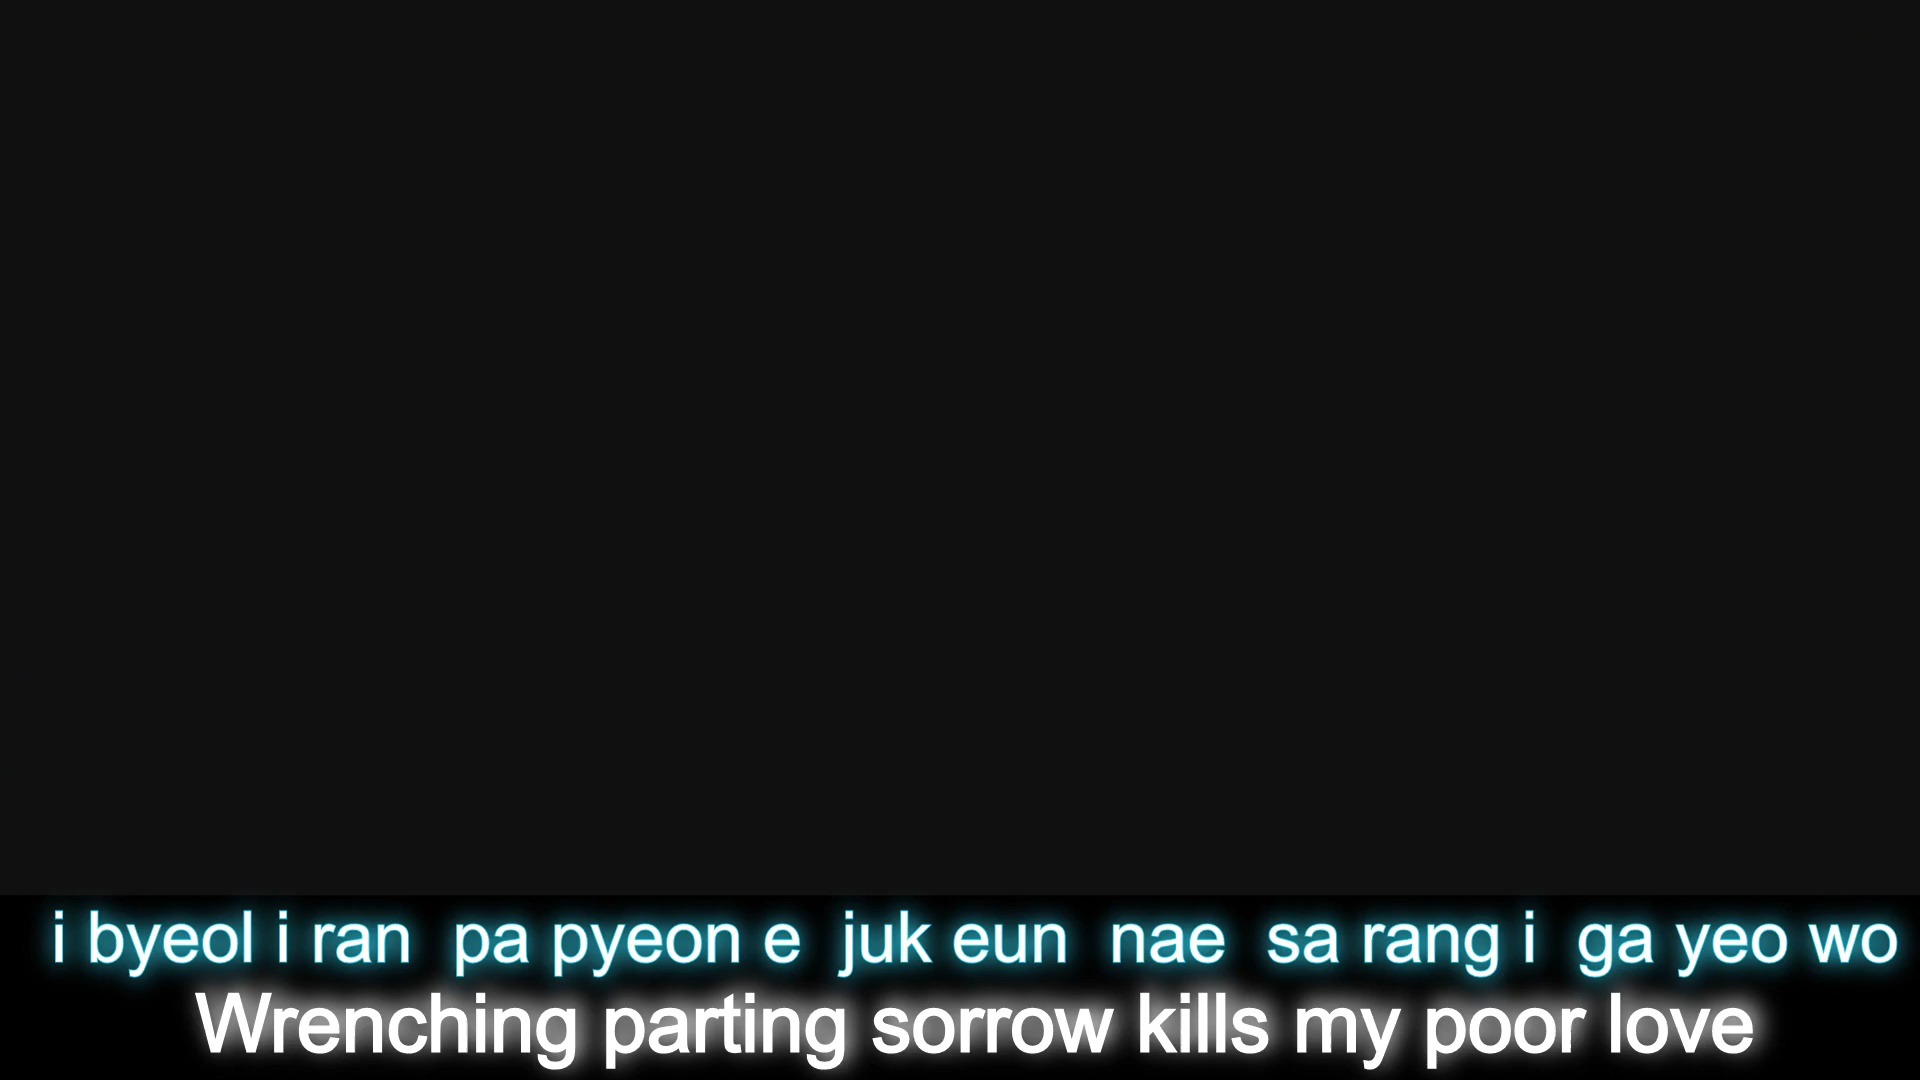 i byeol i ran pa pyeon e juk eun nae sa rang i ga yeo wo
Wrenching parting sorrow kills my poor love